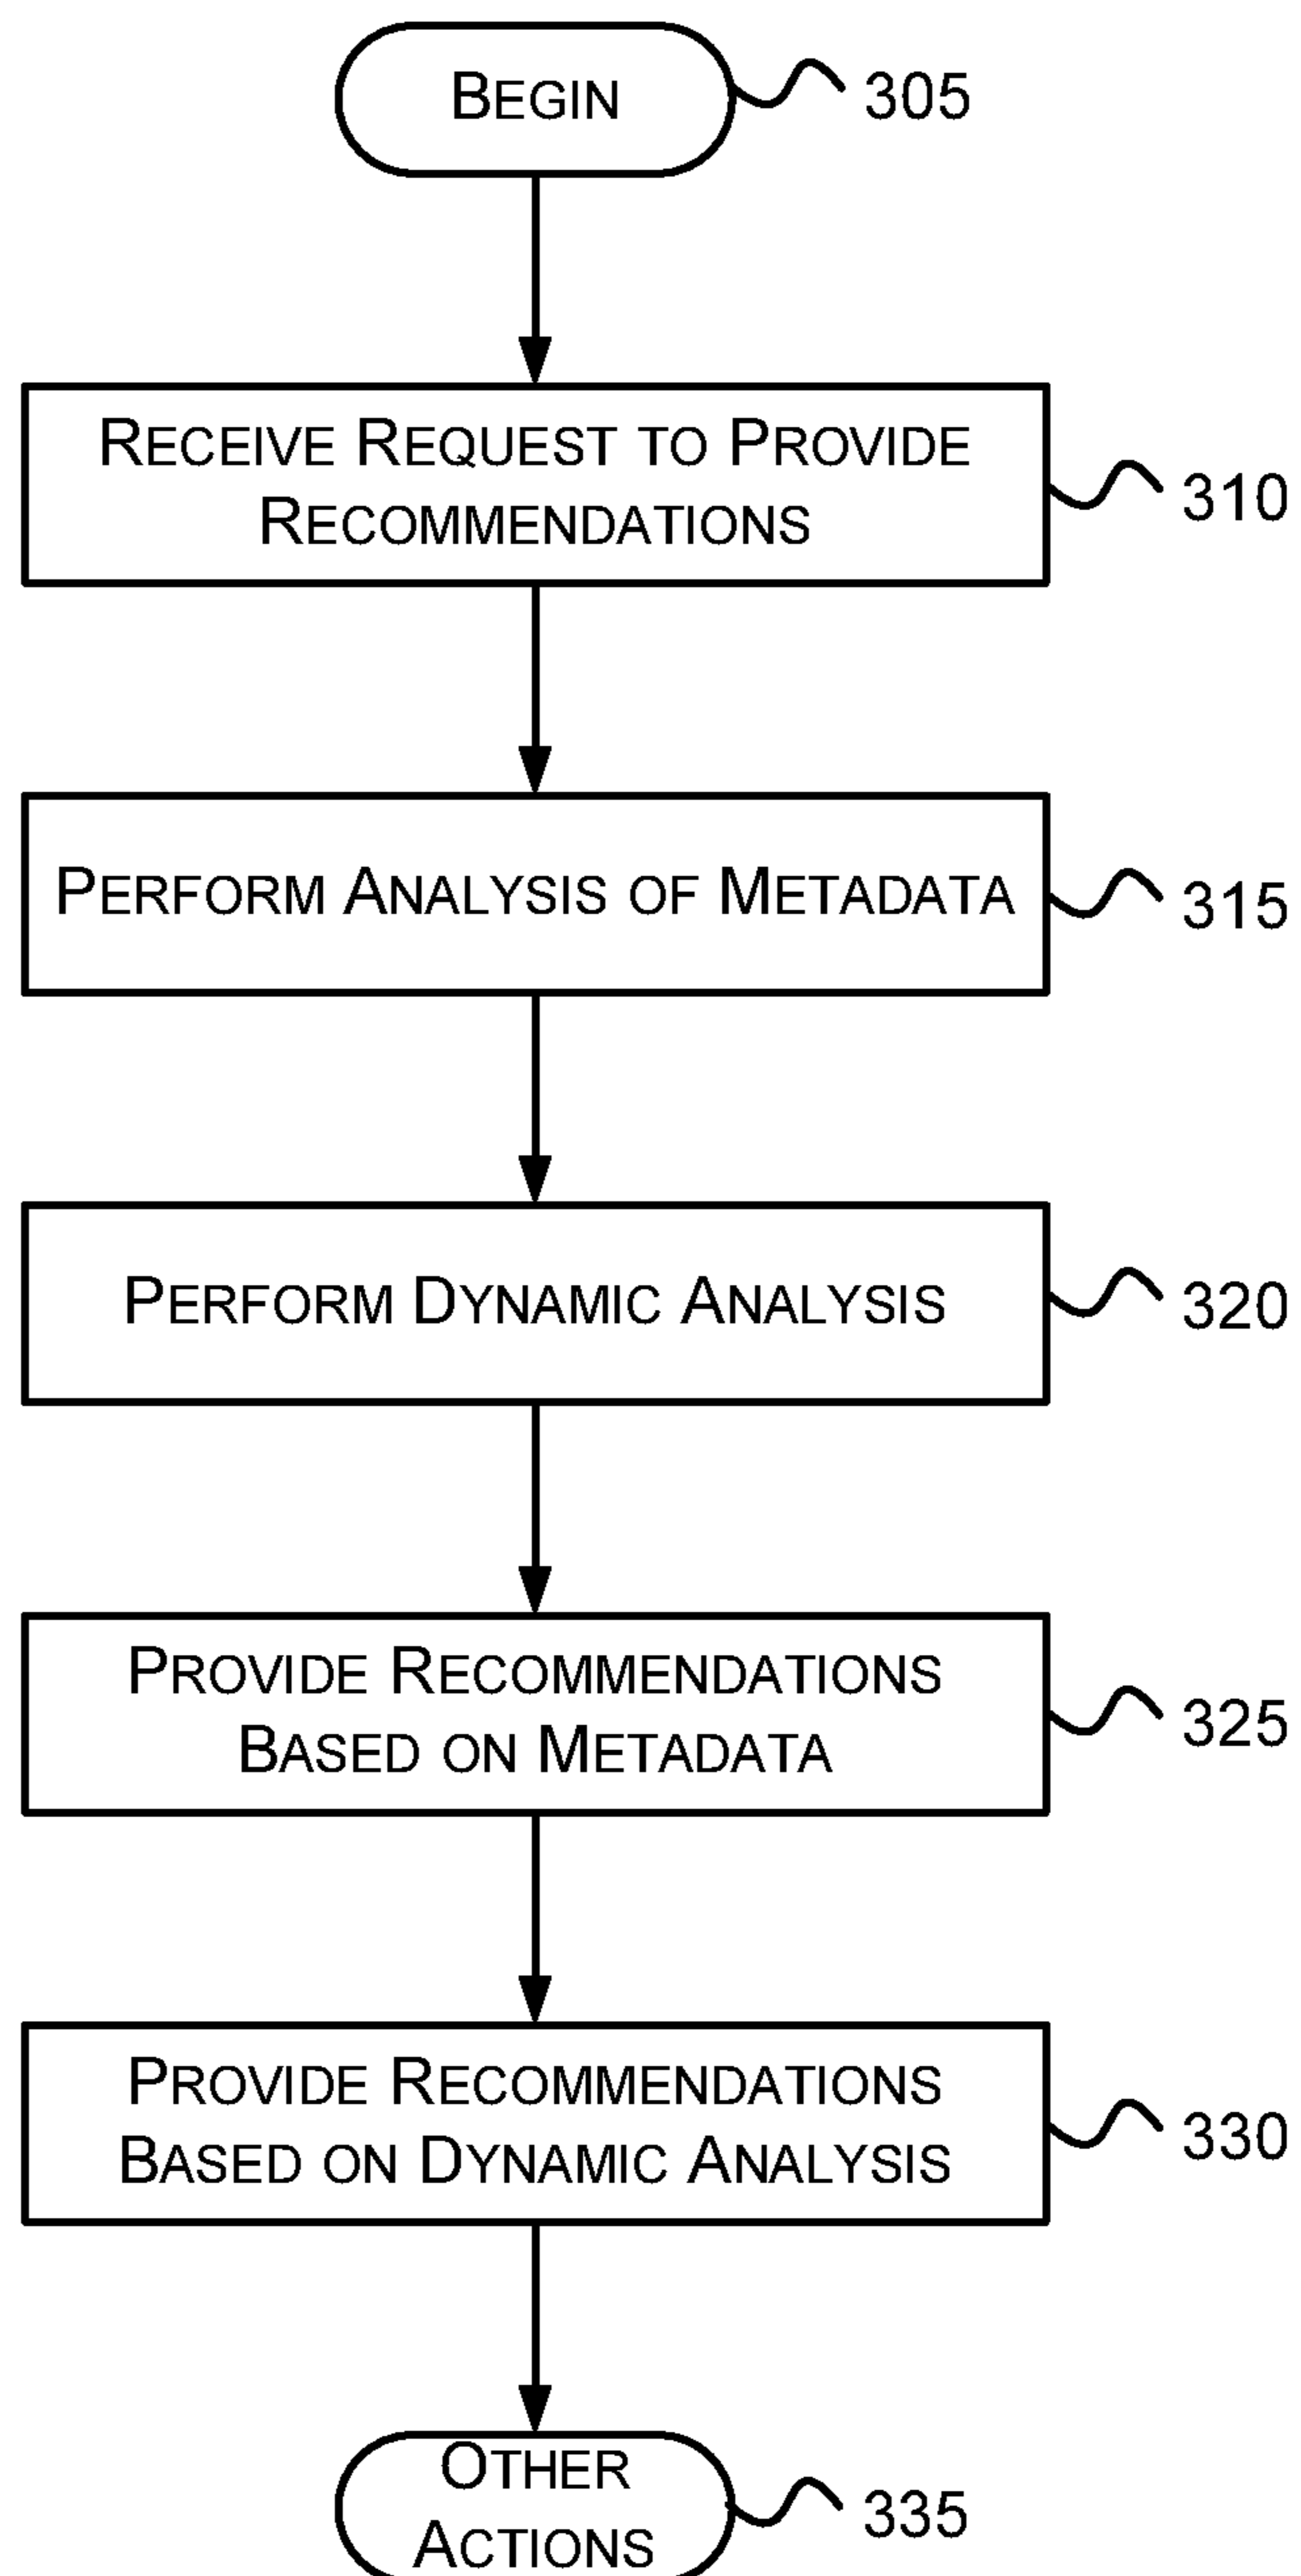 BEGIN
305
RECEIVE REQUEST TO PROVIDE
RECOMMENDATIONS
310
PERFORM ANALYSIS OF METADATA
315
PERFORM DYNAMIC ANALYSIS
320
PROVIDE RECOMMENDATIONS
BASED ON METADATA
325
PROVIDE RECOMMENDATIONS
BASED ON DYNAMIC ANALYSIS
330
OTHER
ACTIONS
335